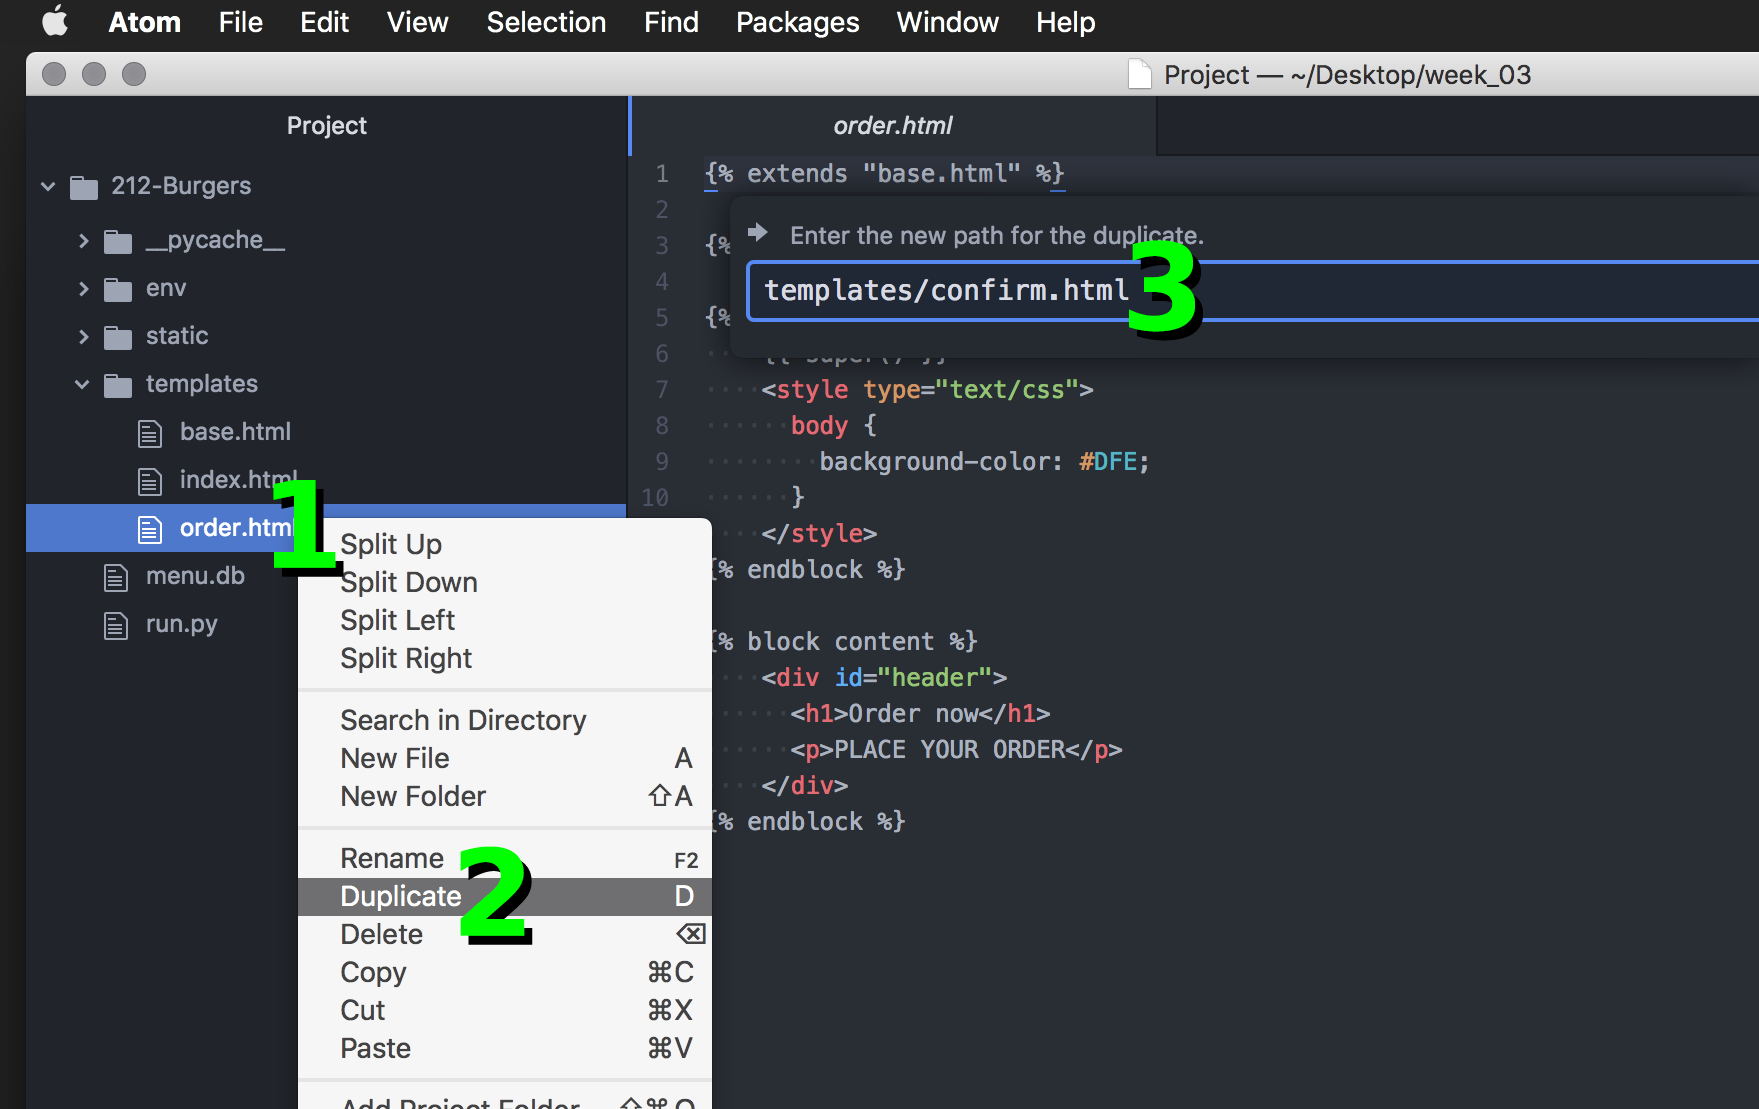 Atom File Edit View Selection Find Packages Window Help
Project — ~/Desktop/week_03
Project
212-Burgers
__pycache__
env
static
templates
base.html
index.html
order.html
menu.db
run.py
1
Split Up
Split Down
Split Left
Split Right
Search in Directory
New File A
New Folder ⇧A
Rename F2
Duplicate D
2
Delete ⌫
Copy ⌘C
Cut ⌘X
Paste ⌘V
Add Project Folder ⇧⌘O
order.html
1 {% extends "base.html" %}
2
3 {%
4
5 {%
6 {{ super() }}
7 <style type="text/css">
8 body {
9 background-color: #DFE;
10 }
</style>
{% endblock %}
{% block content %}
<div id="header">
<h1>Order now</h1>
<p>PLACE YOUR ORDER</p>
</div>
{% endblock %}
Enter the new path for the duplicate.
templates/confirm.html
3